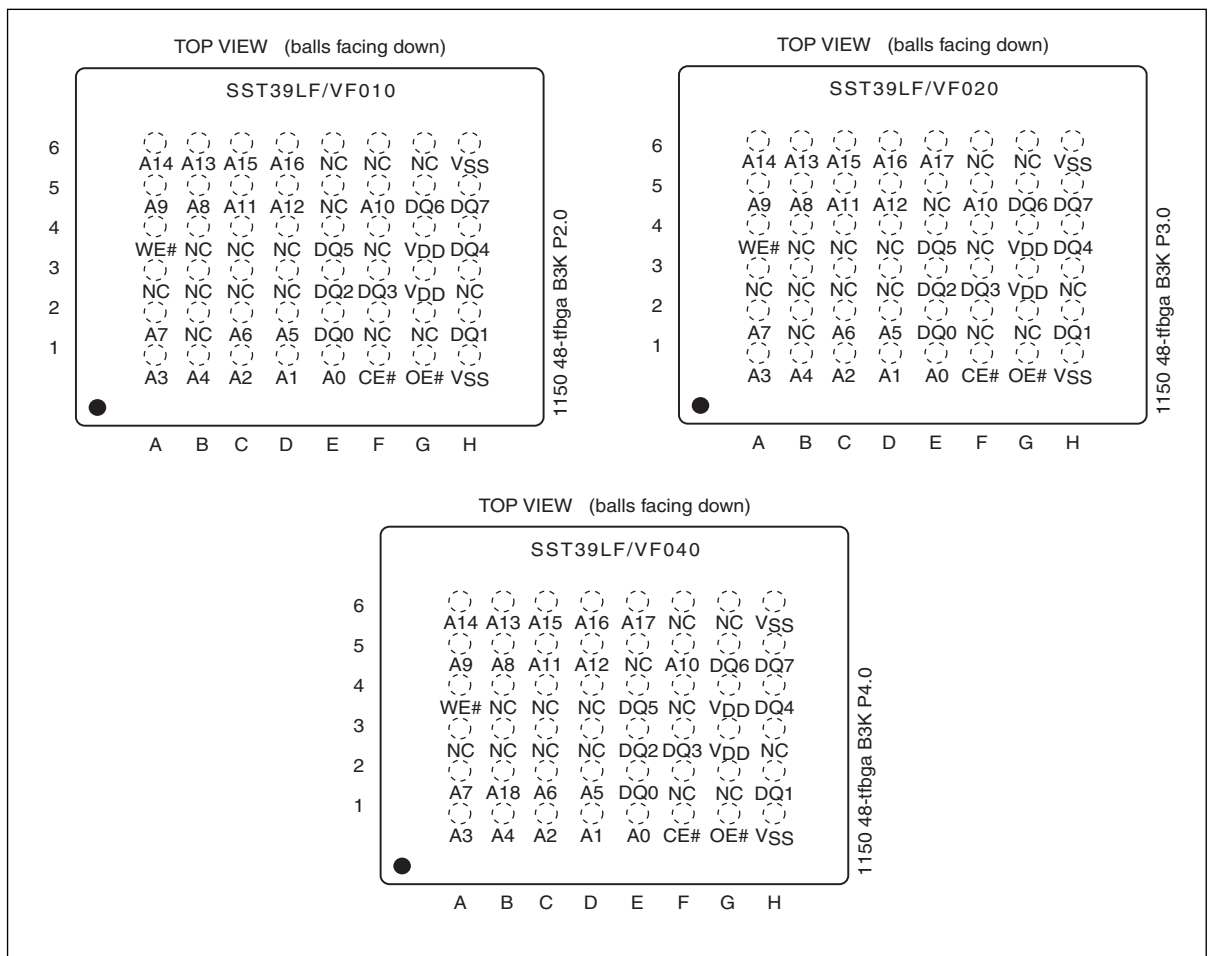 TOP VIEW (balls facing down)
SST39LF/VF010
6
A14 A13 A15 A16 NC NC NC VSS
5
A9 A8 A11 A12 NC A10 DQ6 DQ7
4
WE# NC NC NC DQ5 NC VDD DQ4
3
NC NC NC NC DQ2 DQ3 VDD NC
2
A7 NC A6 A5 DQ0 NC NC DQ1
1
A3 A4 A2 A1 A0 CE# OE# VSS
A B C D E F G H
1150 48-tfbga B3K P2.0
TOP VIEW (balls facing down)
SST39LF/VF020
6
A14 A13 A15 A16 A17 NC NC VSS
5
A9 A8 A11 A12 NC A10 DQ6 DQ7
4
WE# NC NC NC DQ5 NC VDD DQ4
3
NC NC NC NC DQ2 DQ3 VDD NC
2
A7 NC A6 A5 DQ0 NC NC DQ1
1
A3 A4 A2 A1 A0 CE# OE# VSS
A B C D E F G H
1150 48-tfbga B3K P3.0
TOP VIEW (balls facing down)
SST39LF/VF040
6
A14 A13 A15 A16 A17 NC NC VSS
5
A9 A8 A11 A12 NC A10 DQ6 DQ7
4
WE# NC NC NC DQ5 NC VDD DQ4
3
NC NC NC NC DQ2 DQ3 VDD NC
2
A7 A18 A6 A5 DQ0 NC NC DQ1
1
A3 A4 A2 A1 A0 CE# OE# VSS
A B C D E F G H
1150 48-tfbga B3K P4.0